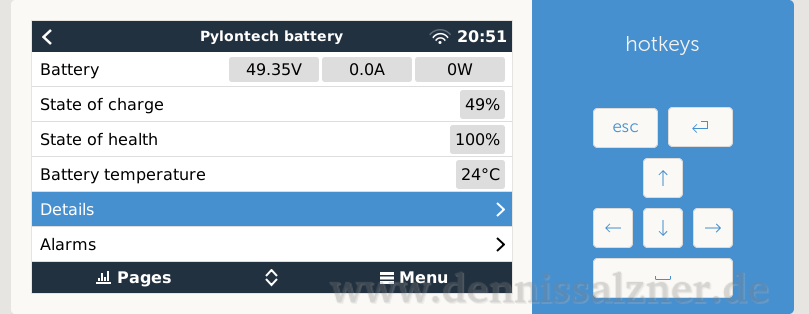 Pylontech battery 20:51
Battery 49.35V 0.0A 0W
State of charge 49%
State of health 100%
Battery temperature 24°C
Details
Alarms
Pages Menu
hotkeys
esc
www.dennissalzner.de